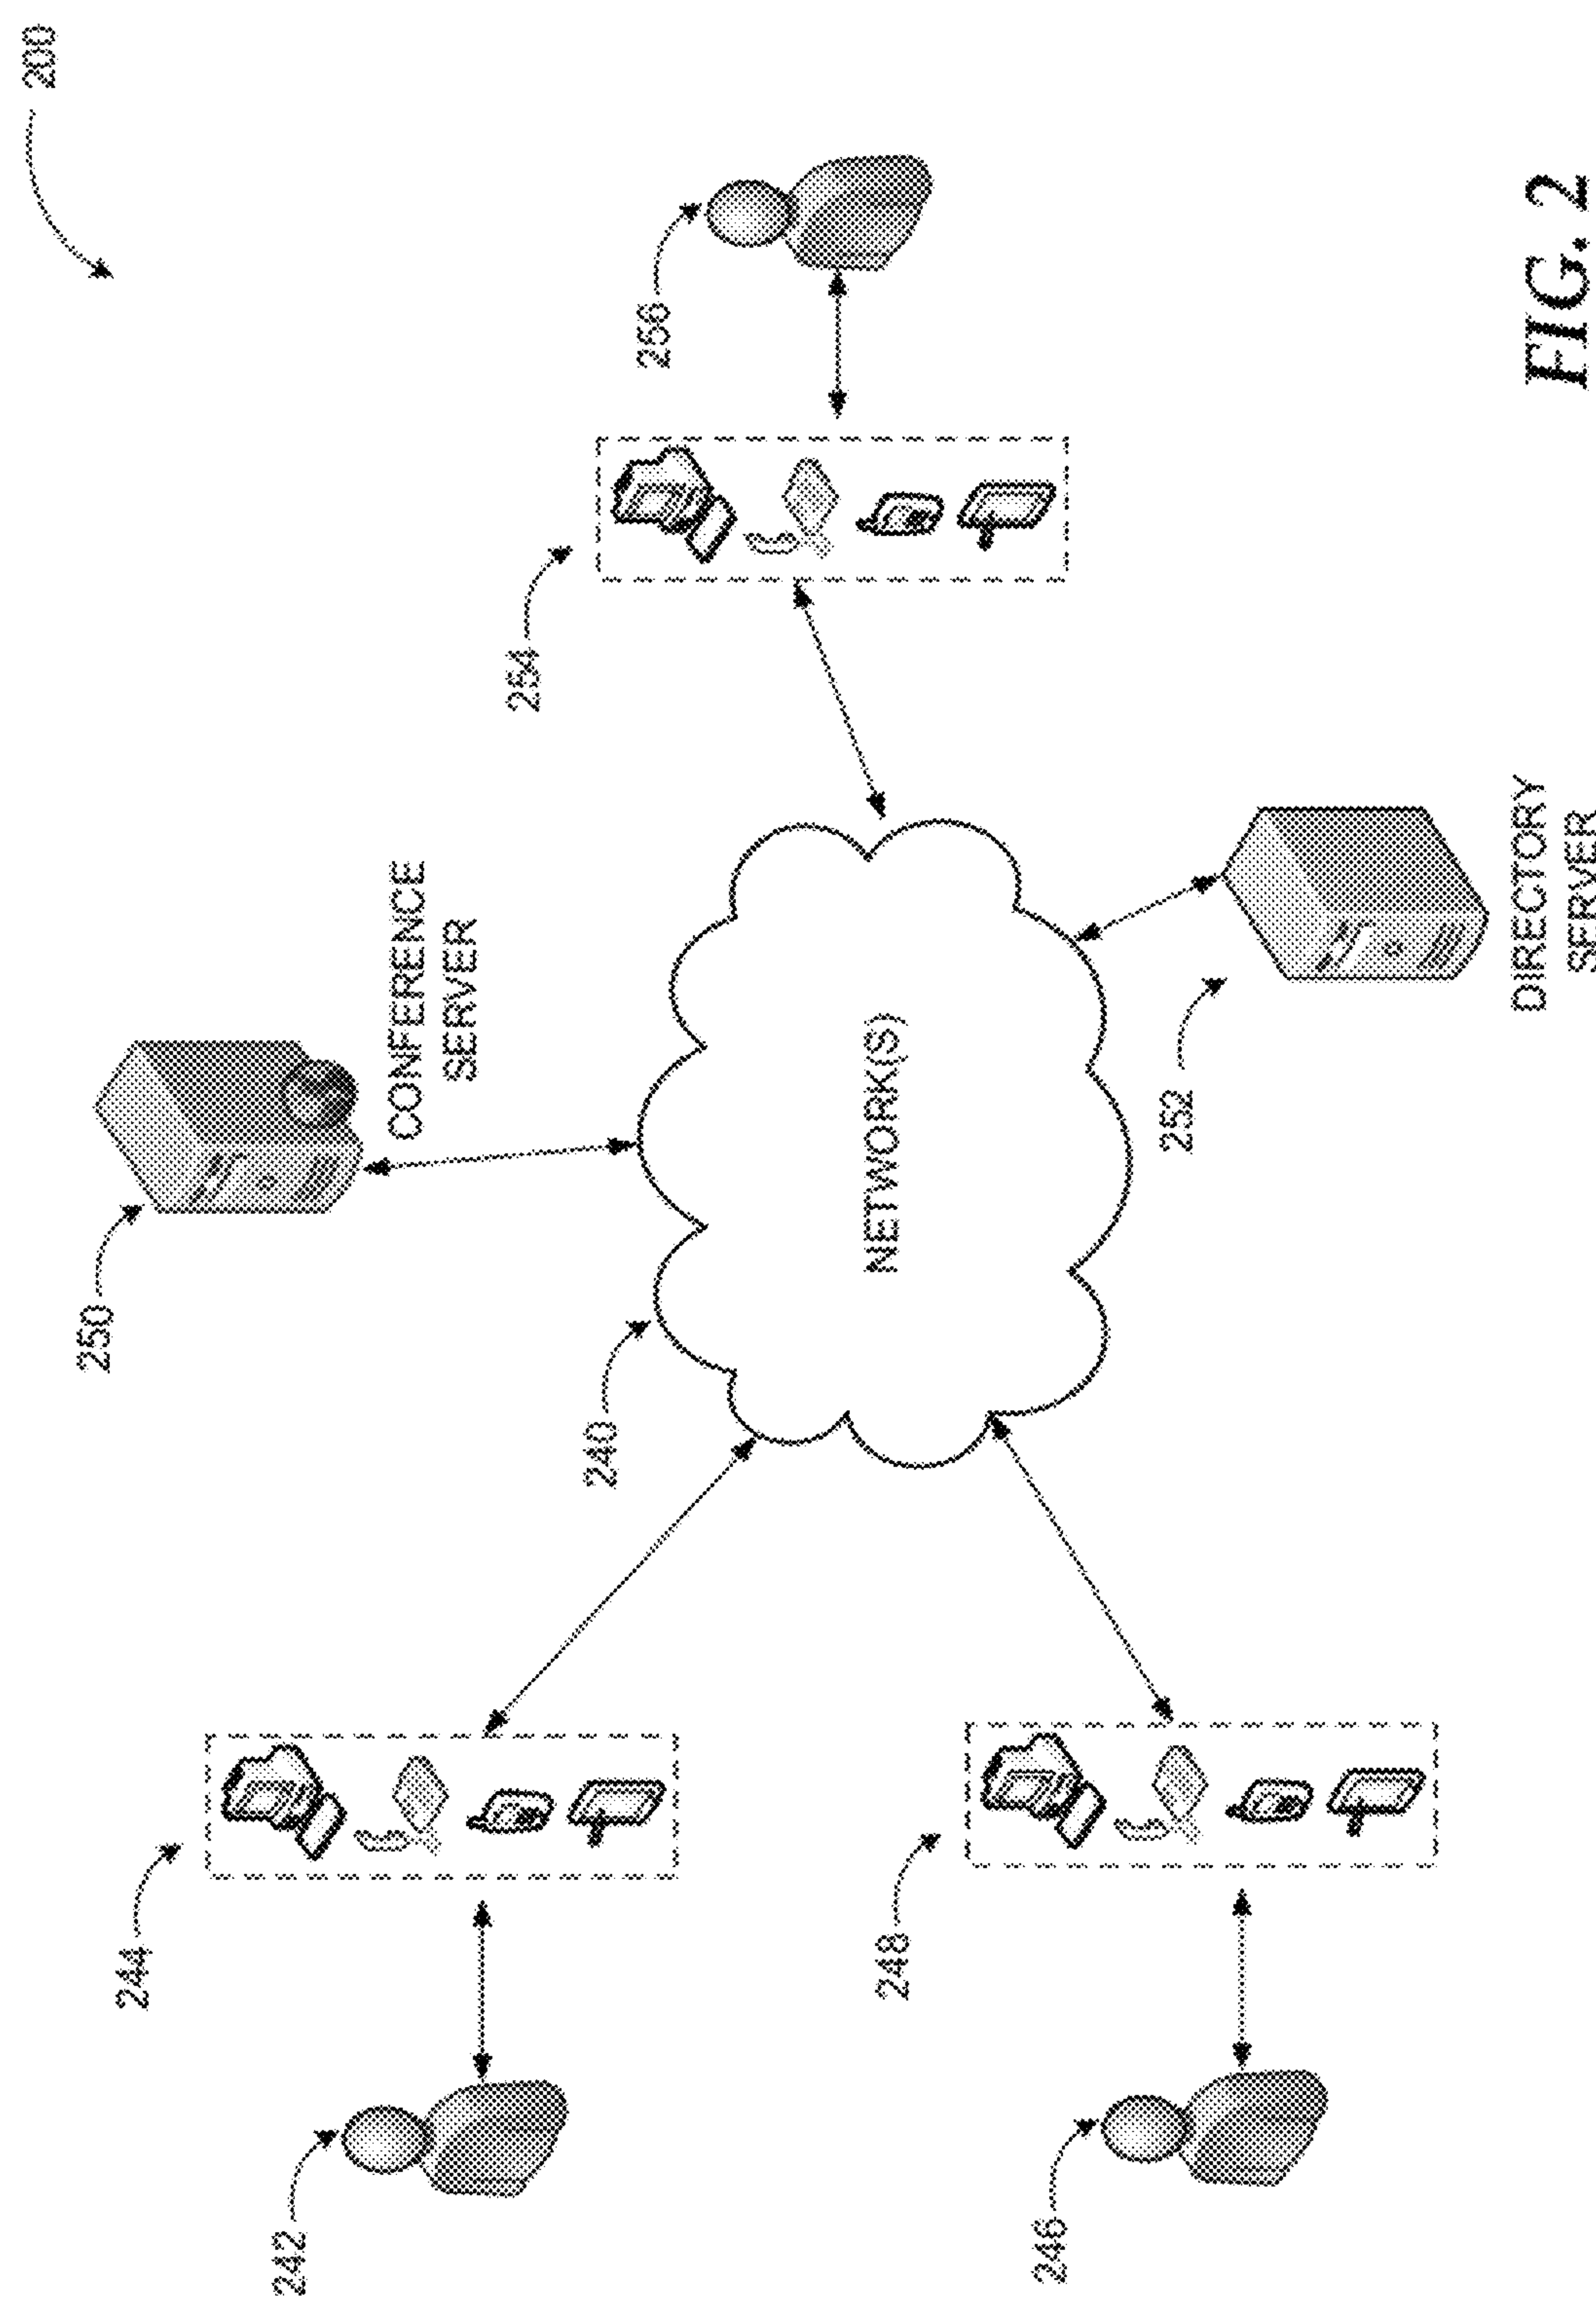 200
250
CONFERENCE
SERVER
244
242
240
NETWORK(S)
254
256
248
246
252
DIRECTORY
SERVER
FIG. 2